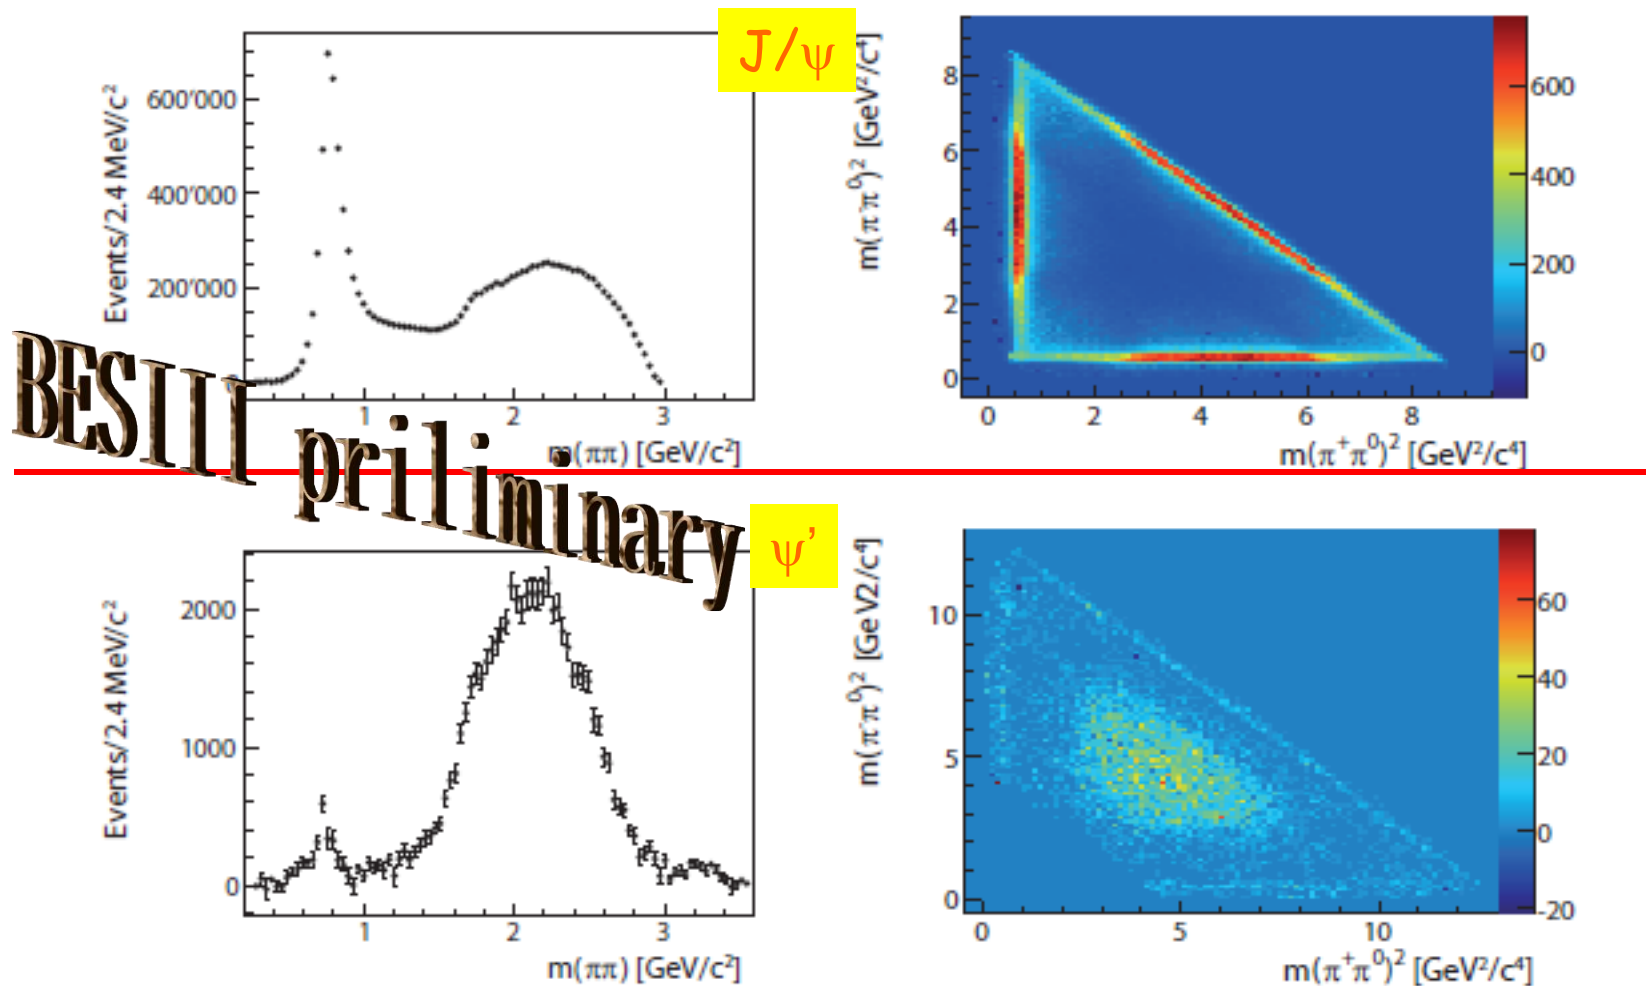 J/ψ
Events/2.4 MeV/c²
600'000
400'000
200'000
0
1 2 3
m(ππ) [GeV/c²]
m(π⁻π⁰)² [GeV²/c⁴]
8
6
4
2
0
0 2 4 6 8
m(π⁺π⁰)² [GeV²/c⁴]
600
400
200
0
BESIII priliminary
ψ’
Events/2.4 MeV/c²
2000
1000
0
1 2 3
m(ππ) [GeV/c²]
m(π⁻π⁰)² [GeV2/c⁴]
10
5
0
0 5 10
m(π⁺π⁰)² [GeV²/c⁴]
60
40
20
0
-20